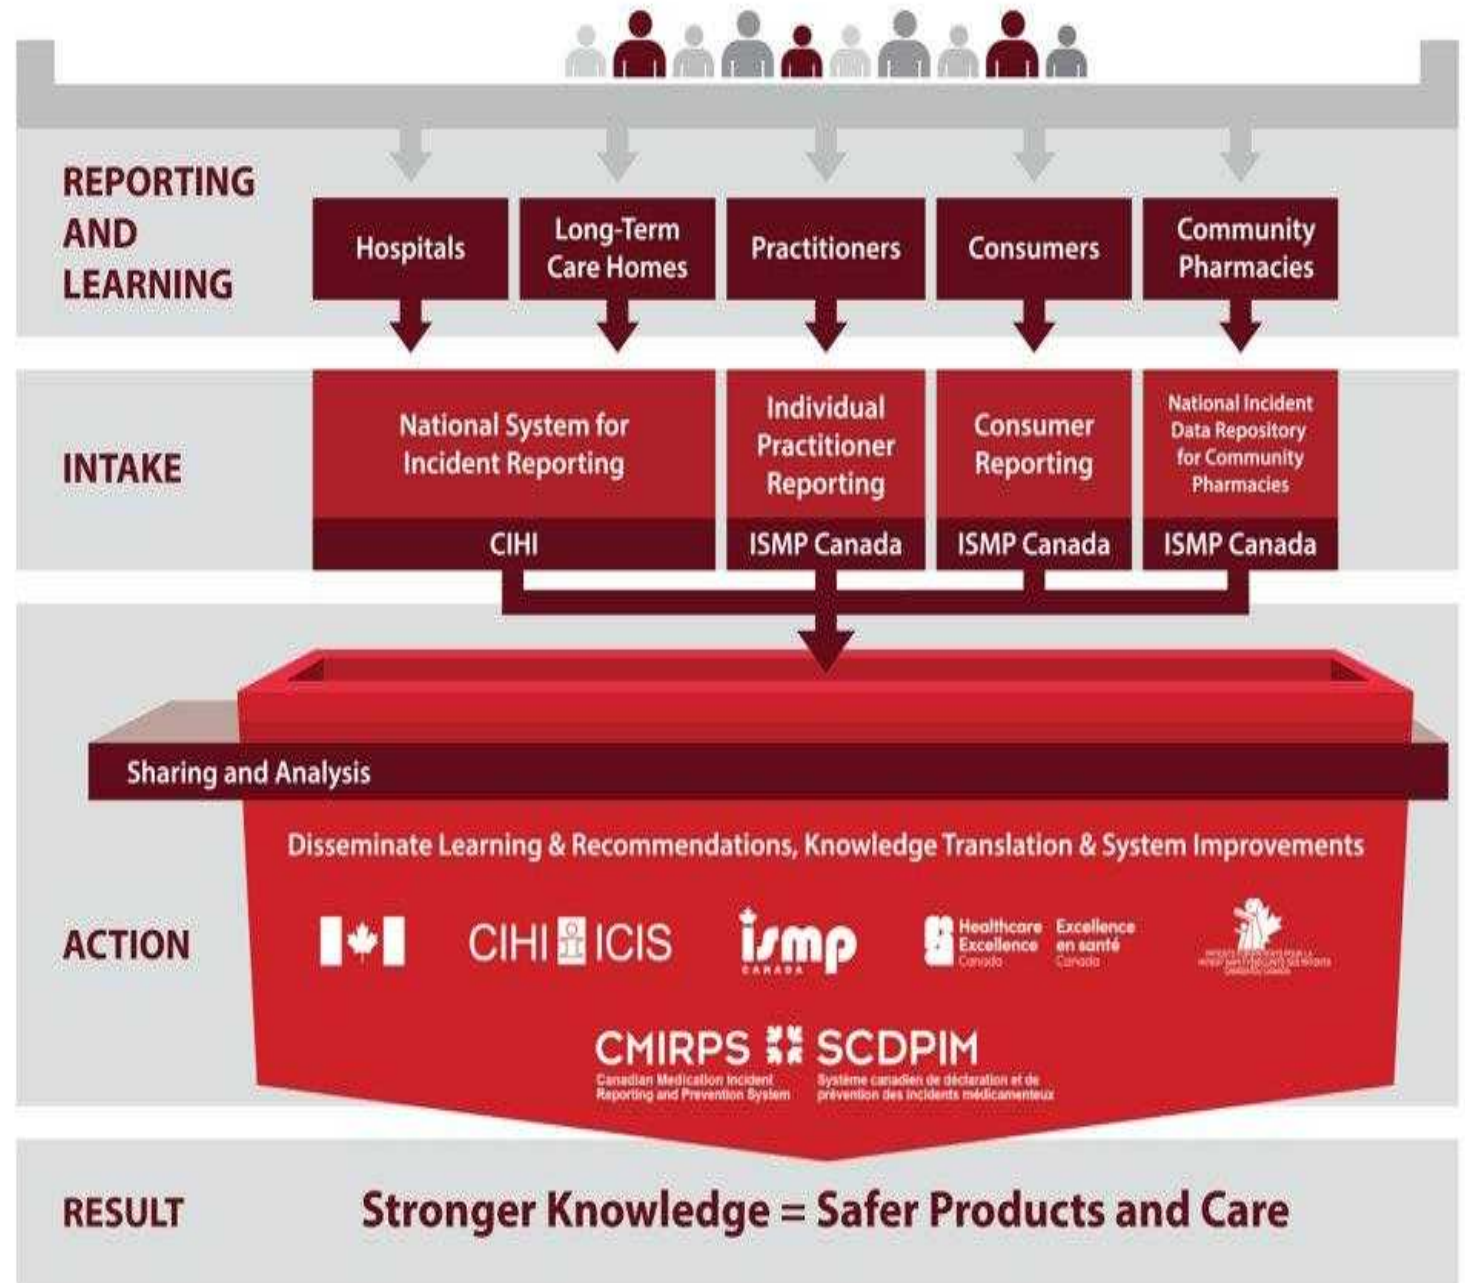 REPORTING
AND
LEARNING
Hospitals
Long-Term
Care Homes
Practitioners
Consumers
Community
Pharmacies
INTAKE
National System for
Incident Reporting
CIHI
Individual
Practitioner
Reporting
ISMP Canada
Consumer
Reporting
ISMP Canada
National Incident
Data Repository
for Community
Pharmacies
ISMP Canada
ACTION
Sharing and Analysis
Disseminate Learning & Recommendations, Knowledge Translation & System Improvements
CIHI ICIS
ismp
CANADA
Healthcare
Excellence
Canada
Excellence
en santé
Canada
CMIRPS
Canadian Medication Incident
Reporting and Prevention System
SCDPIM
Système canadien de déclaration et de
prévention des incidents médicamenteux
RESULT
Stronger Knowledge = Safer Products and Care